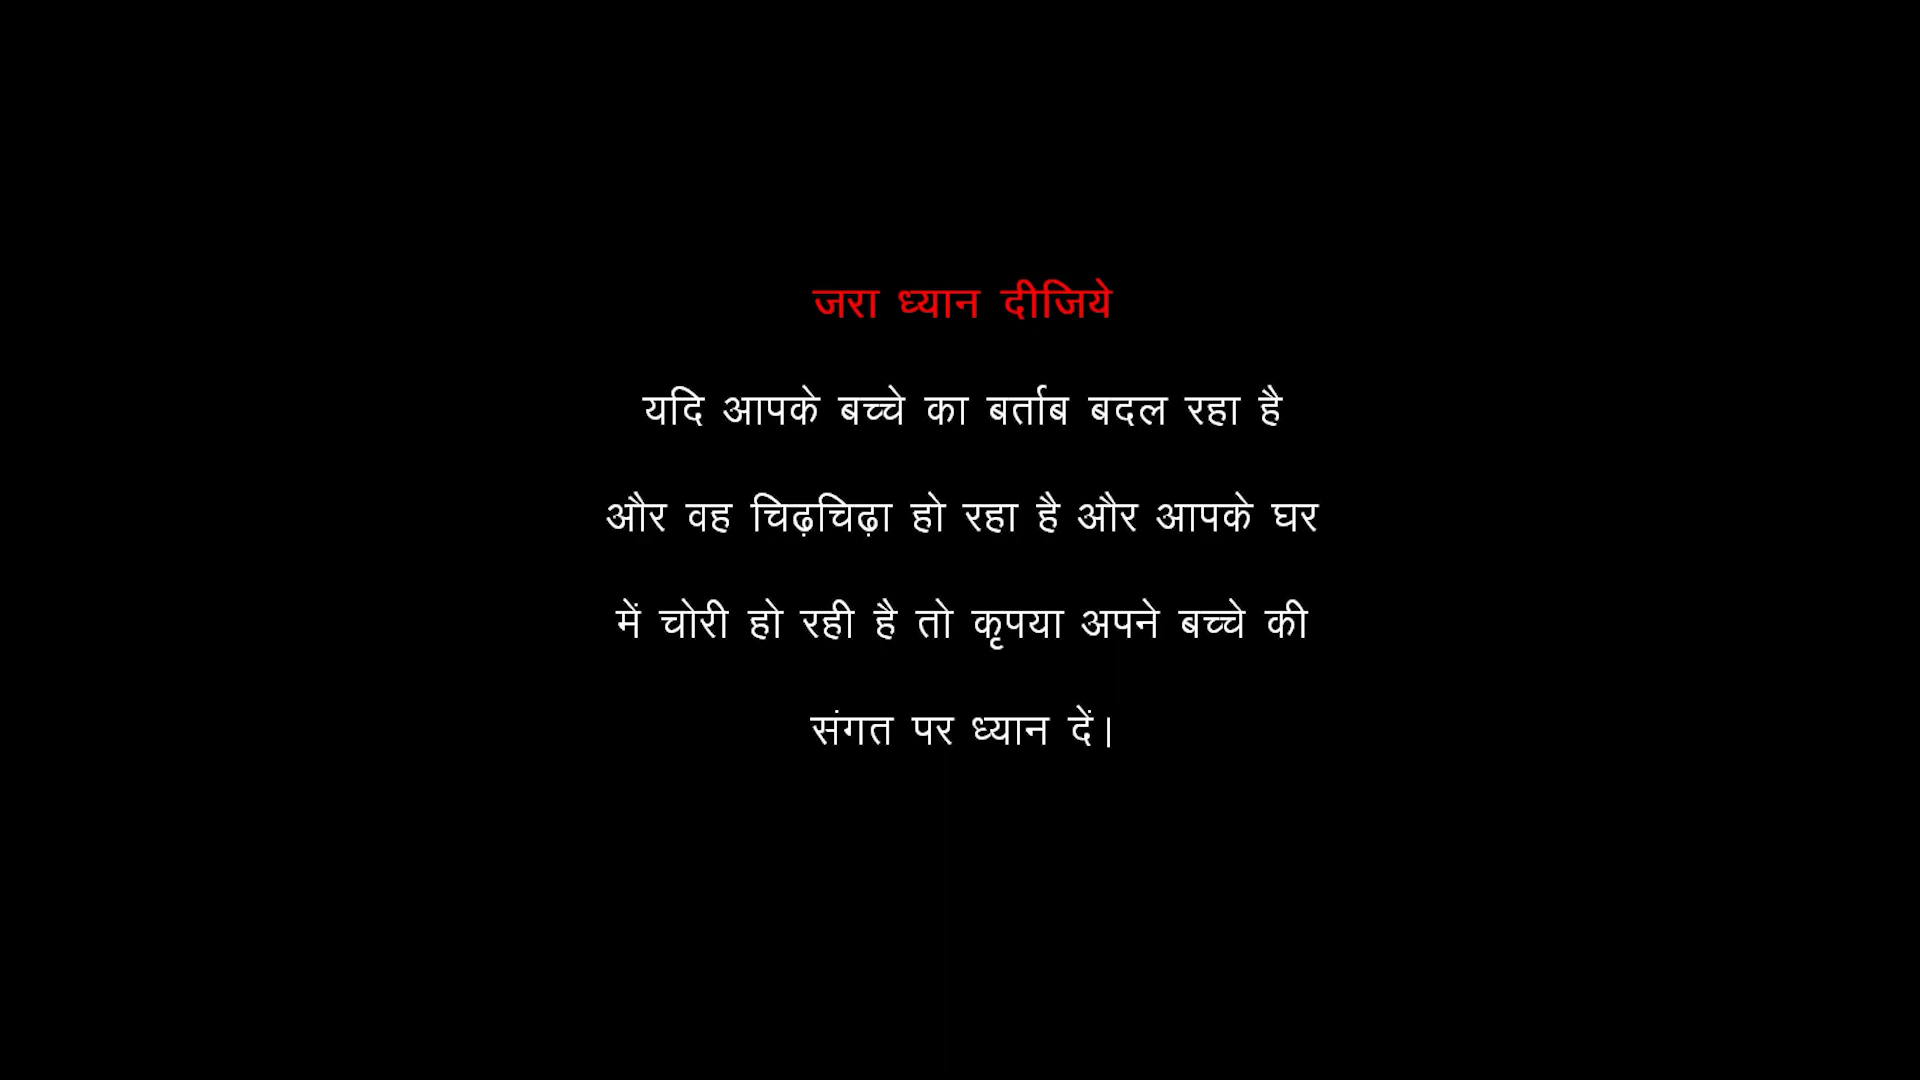 जरा ध्यान दीजिये
यदि आपके बच्चे का बर्ताब बदल रहा है
और वह चिढ़चिढ़ा हो रहा है और आपके घर
में चोरी हो रही है तो कृपया अपने बच्चे की
संगत पर ध्यान दें।